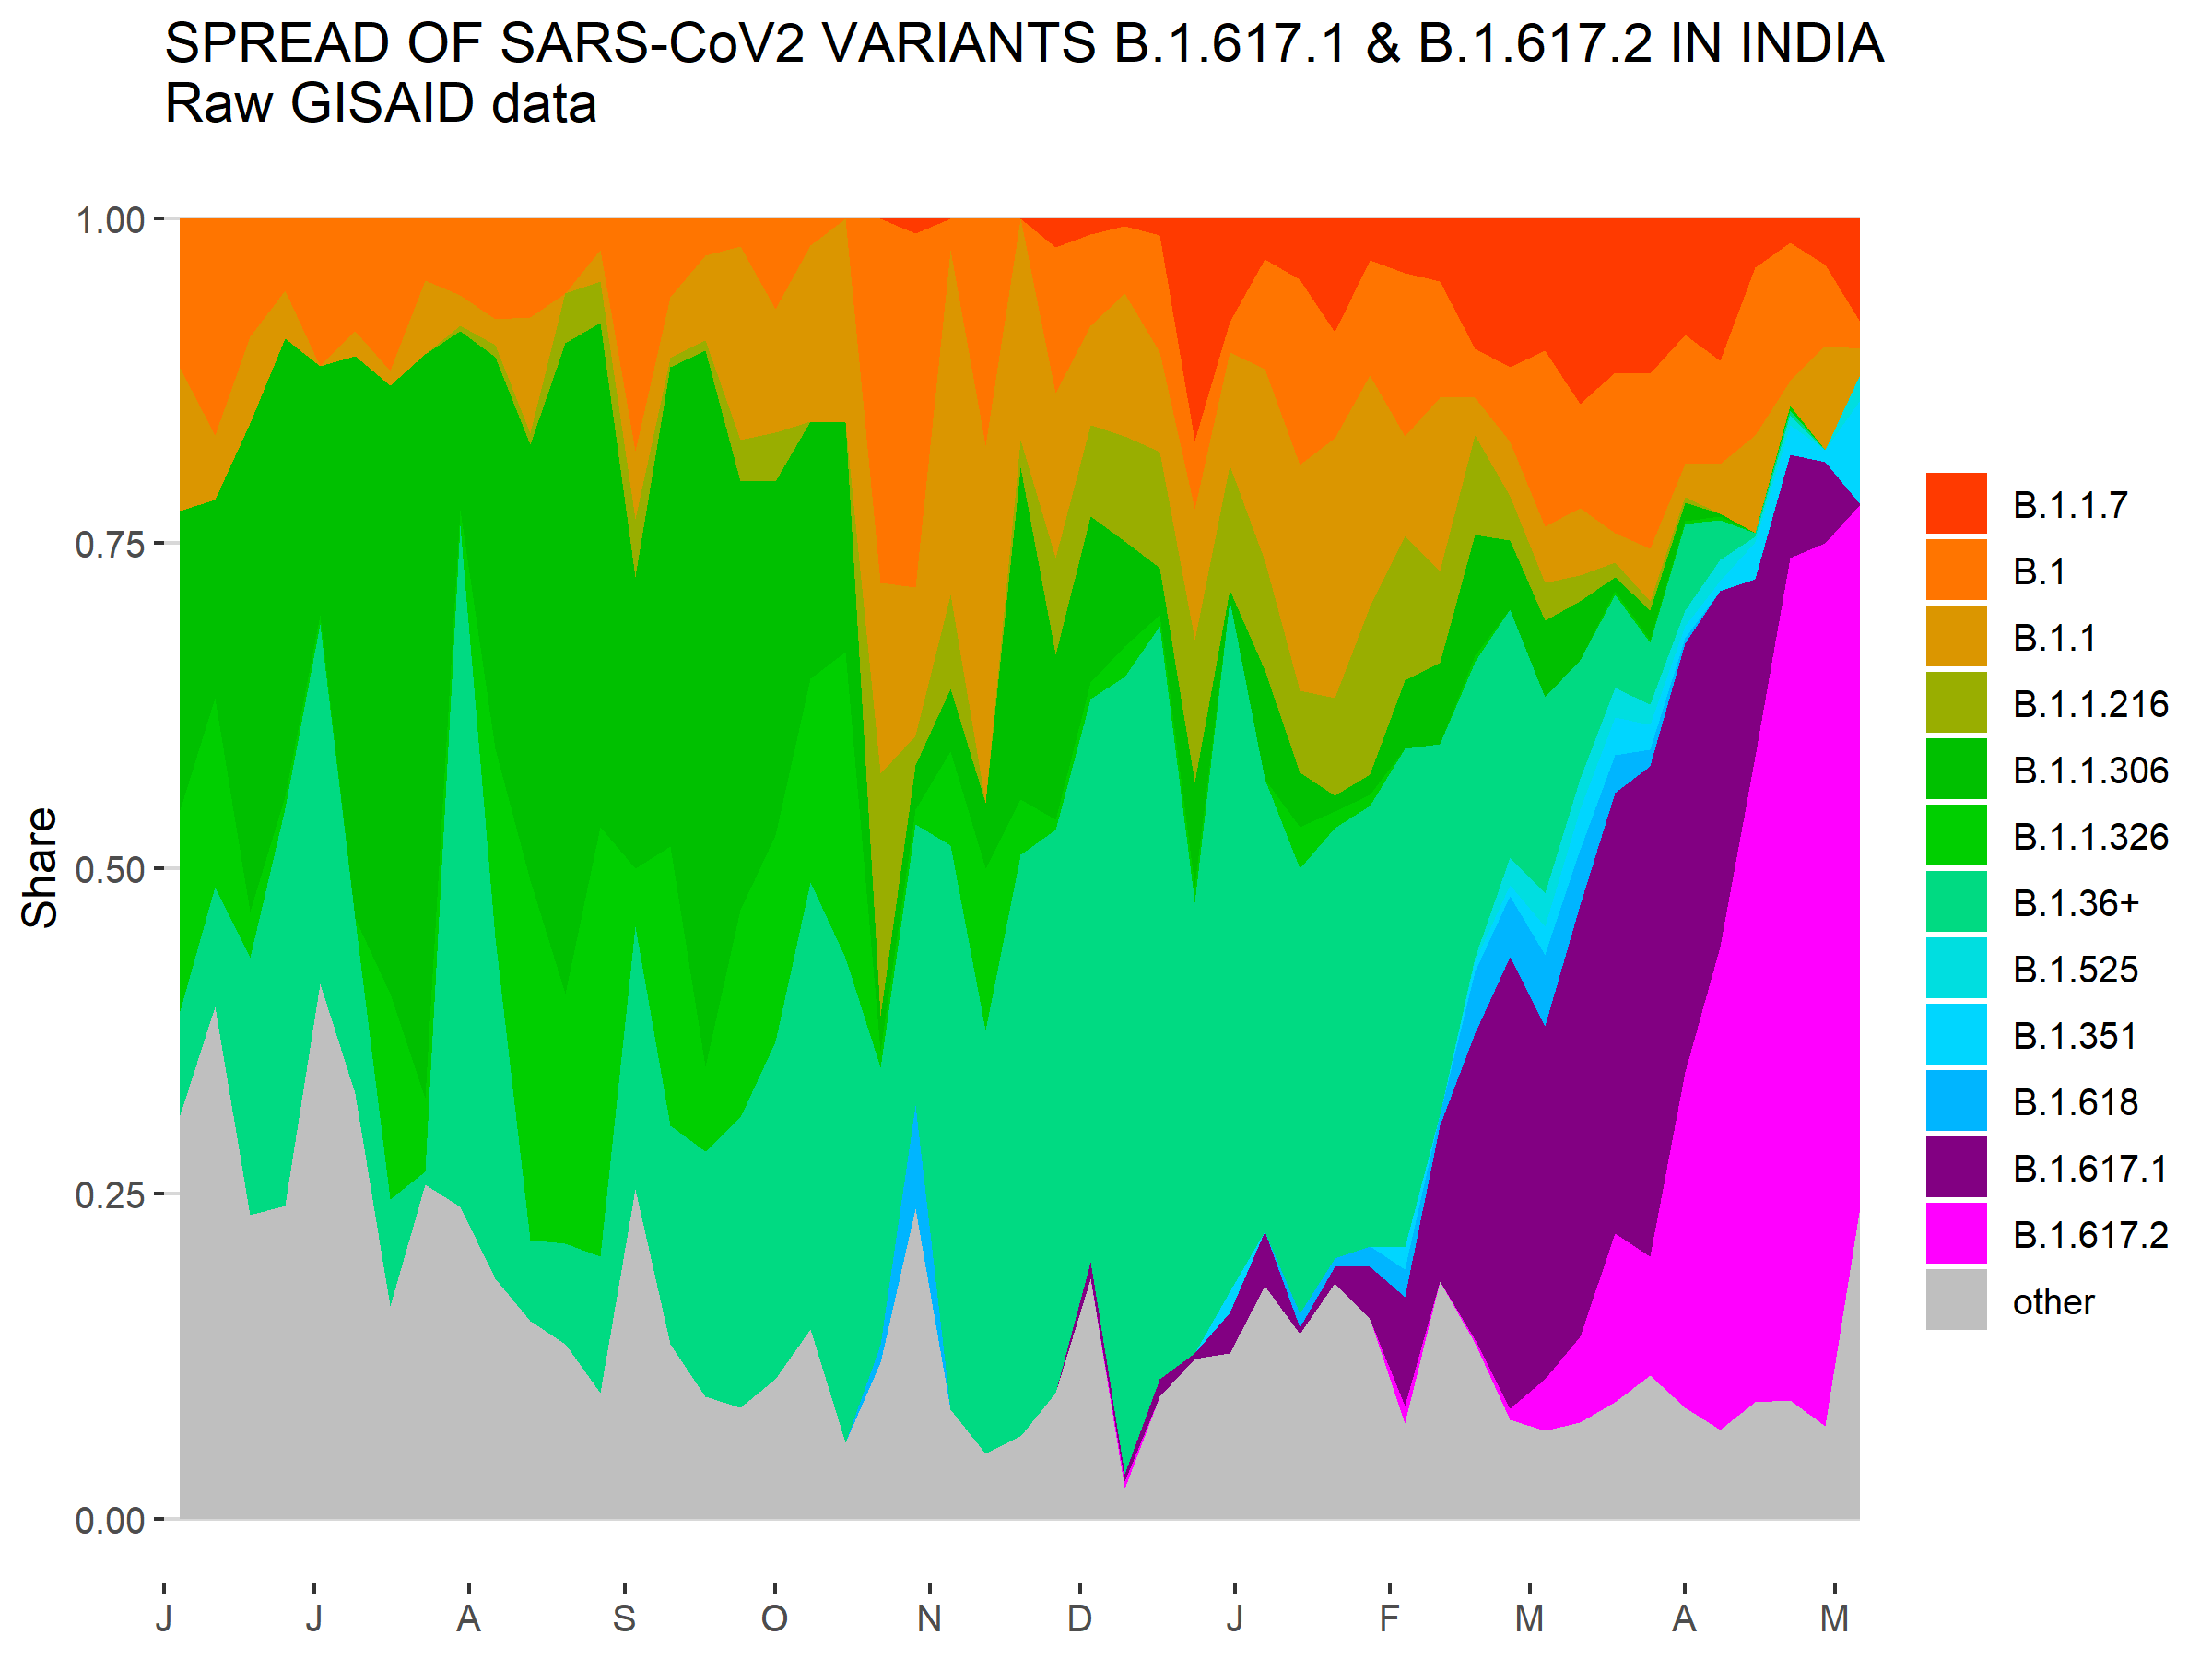 SPREAD OF SARS-CoV2 VARIANTS B.1.617.1 & B.1.617.2 IN INDIA
Raw GISAID data
1.00
0.75
0.50
0.25
0.00
Share
J J A S O N D J F M A M
B.1.1.7
B.1
B.1.1
B.1.1.216
B.1.1.306
B.1.1.326
B.1.36+
B.1.525
B.1.351
B.1.618
B.1.617.1
B.1.617.2
other